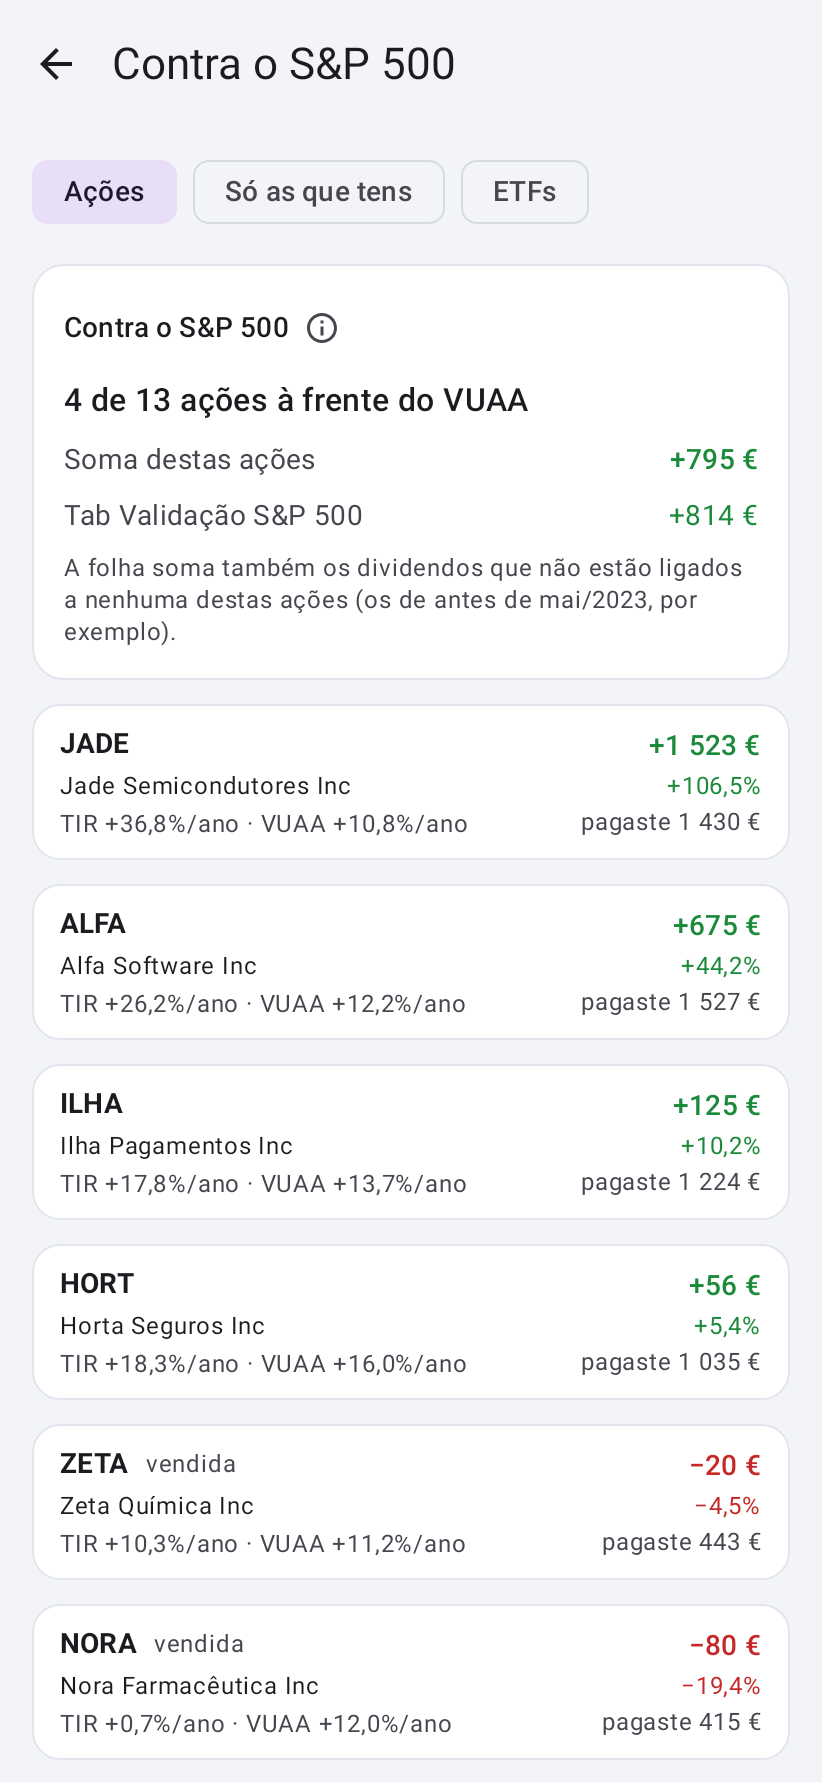 Contra o S&P 500
Ações
Só as que tens
ETFs
Contra o S&P 500
4 de 13 ações à frente do VUAA
Soma destas ações +795 €
Tab Validação S&P 500 +814 €
A folha soma também os dividendos que não estão ligados
a nenhuma destas ações (os de antes de mai/2023, por
exemplo).
JADE +1 523 €
Jade Semicondutores Inc +106,5%
TIR +36,8%/ano · VUAA +10,8%/ano pagaste 1 430 €
ALFA +675 €
Alfa Software Inc +44,2%
TIR +26,2%/ano · VUAA +12,2%/ano pagaste 1 527 €
ILHA +125 €
Ilha Pagamentos Inc +10,2%
TIR +17,8%/ano · VUAA +13,7%/ano pagaste 1 224 €
HORT +56 €
Horta Seguros Inc +5,4%
TIR +18,3%/ano · VUAA +16,0%/ano pagaste 1 035 €
ZETA vendida −20 €
Zeta Química Inc −4,5%
TIR +10,3%/ano · VUAA +11,2%/ano pagaste 443 €
NORA vendida −80 €
Nora Farmacêutica Inc −19,4%
TIR +0,7%/ano · VUAA +12,0%/ano pagaste 415 €